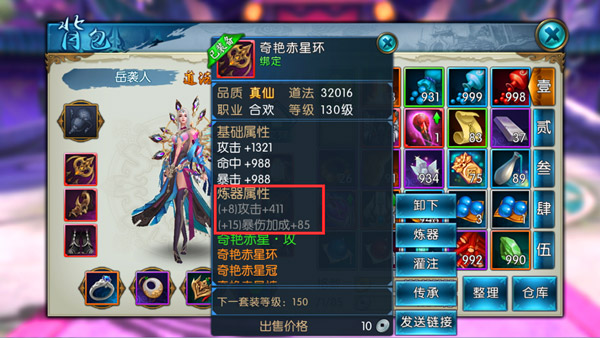 背包
已装备
奇艳赤星环
绑定
岳袭人
品质 真仙 道法 32016
职业 合欢 等级 130级
基础属性
攻击 +1321
命中 +988
暴击 +988
炼器属性
(+8)攻击+411
(+15)暴伤加成+85
奇艳赤星·攻
奇艳赤星环
奇艳赤星冠
下一套装等级：150
出售价格 10
卸下
炼器
灌注
传承
发送链接
931
999
998
1
83
37
934
75
89
992
990
壹
贰
叁
肆
伍
整理
仓库